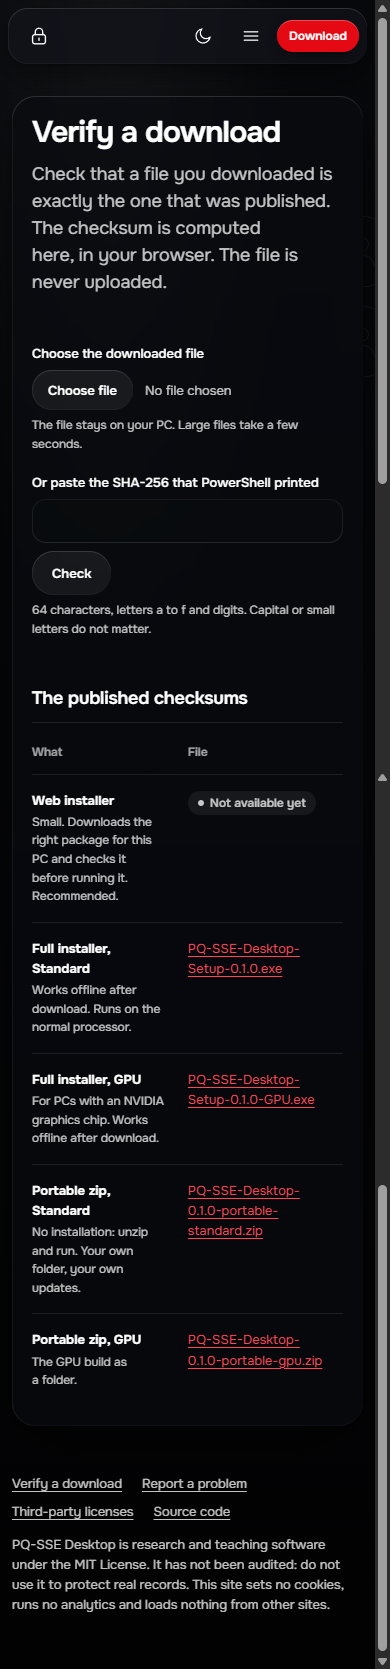 Download
Verify a download
Check that a file you downloaded is
exactly the one that was published.
The checksum is computed
here, in your browser. The file is
never uploaded.
Choose the downloaded file
Choose file No file chosen
The file stays on your PC. Large files take a few
seconds.
Or paste the SHA-256 that PowerShell printed
Check
64 characters, letters a to f and digits. Capital or small
letters do not matter.
The published checksums
What File
Web installer
Not available yet
Small. Downloads the
right package for this
PC and checks it
before running it.
Recommended.
Full installer,
Standard
PQ-SSE-Desktop-
Setup-0.1.0.exe
Works offline after
download. Runs on the
normal processor.
Full installer, GPU
PQ-SSE-Desktop-
Setup-0.1.0-GPU.exe
For PCs with an NVIDIA
graphics chip. Works
offline after download.
Portable zip,
Standard
PQ-SSE-Desktop-
0.1.0-portable-
standard.zip
No installation: unzip
and run. Your own
folder, your own
updates.
Portable zip, GPU
PQ-SSE-Desktop-
0.1.0-portable-gpu.zip
The GPU build as
a folder.
Verify a download Report a problem
Third-party licenses Source code
PQ-SSE Desktop is research and teaching software
under the MIT License. It has not been audited: do not
use it to protect real records. This site sets no cookies,
runs no analytics and loads nothing from other sites.